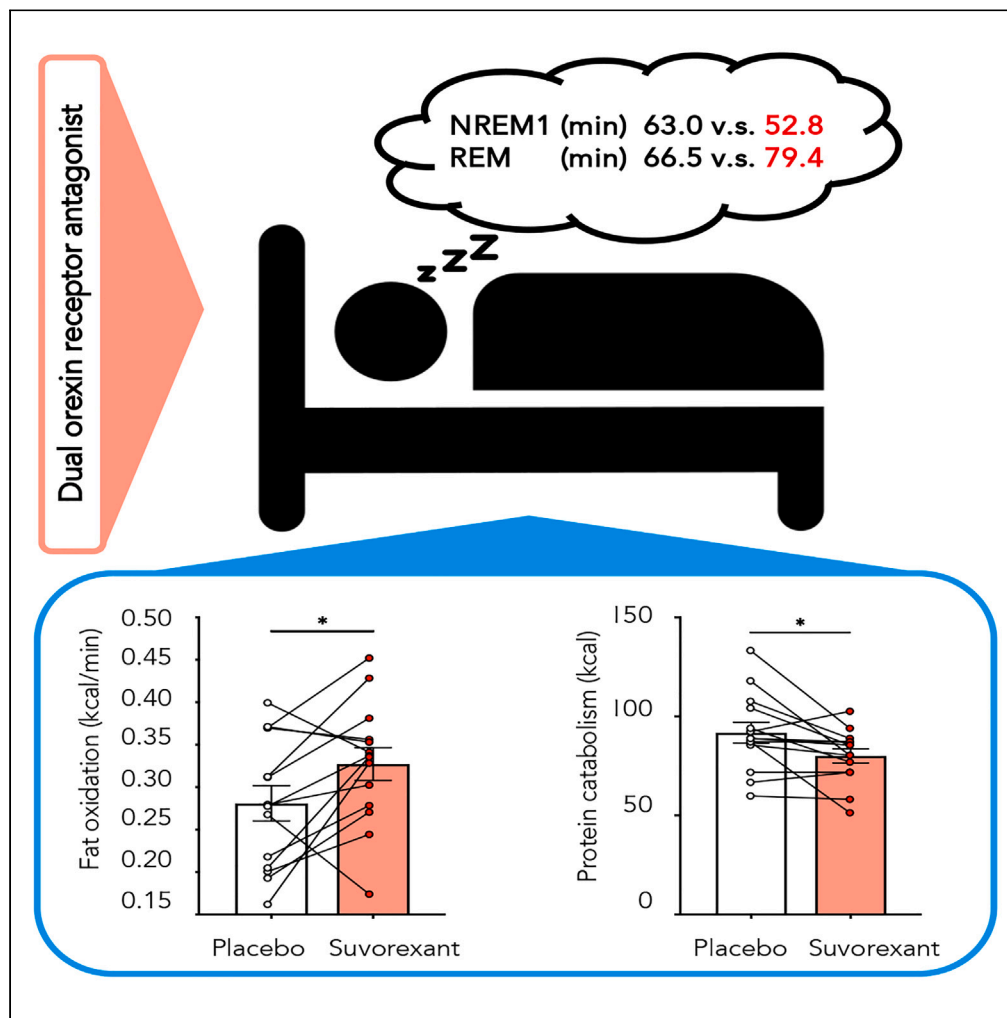 Dual orexin receptor antagonist
NREM1 (min) 63.0 v.s. 52.8
REM (min) 66.5 v.s. 79.4
z z z
Fat oxidation (kcal/min)
0.50
0.45
0.40
0.35
0.30
0.25
0.20
0.15
*
Placebo Suvorexant
Protein catabolism (kcal)
150
100
50
0
*
Placebo Suvorexant